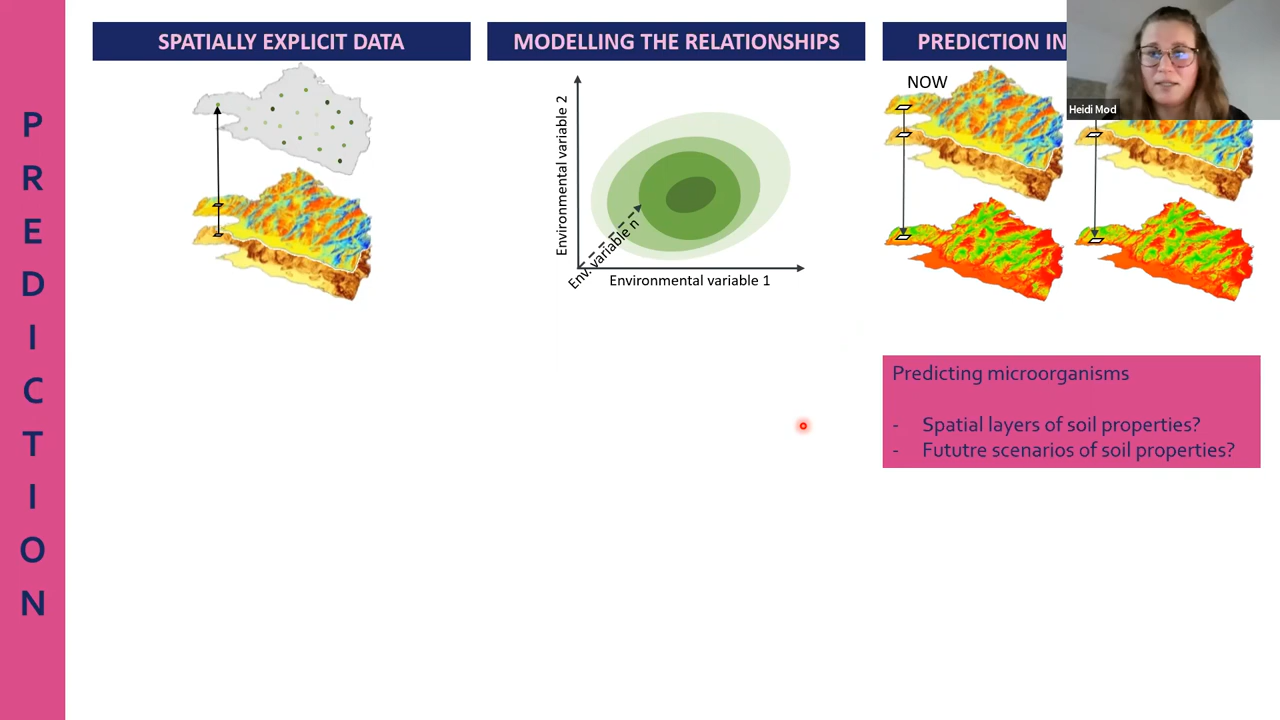 PREDICTION
SPATIALLY EXPLICIT DATA
MODELLING THE RELATIONSHIPS
Environmental variable 2
Env. variable n
Environmental variable 1
PREDICTION IN
NOW
Heidi Mod
Predicting microorganisms
- Spatial layers of soil properties?
- Fututre scenarios of soil properties?